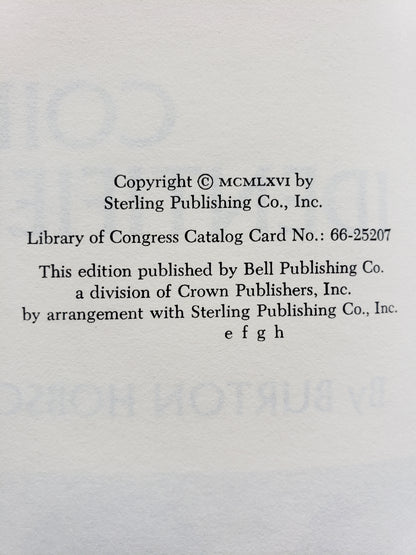 Copyright © MCMLXVI by
Sterling Publishing Co., Inc.
Library of Congress Catalog Card No.: 66-25207
This edition published by Bell Publishing Co.
a division of Crown Publishers, Inc.
by arrangement with Sterling Publishing Co., Inc.
e f g h